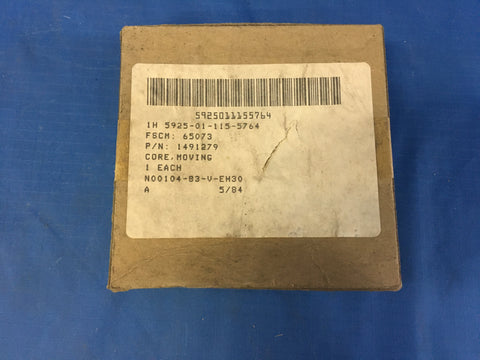 5925011155764
1H 5925-01-115-5764
FSCM: 65073
P/N: 1491279
CORE,MOVING
1 EACH
N00104-83-V-EH30
A 5/84